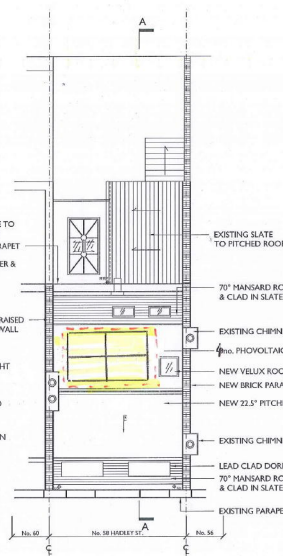 A
EXISTING SLATE
TO PITCHED ROOF
E TO
APET
ER &
70° MANSARD RO
& CLAD IN SLATE
RAISED
WALL
EXISTING CHIMN
4no. PHOVOLTAIC
HT
NEW VELUX ROO
NEW BRICK PARA
NEW 22.5° PITCH
N
EXISTING CHIMN
LEAD CLAD DORM
70° MANSARD RO
& CLAD IN SLATE
EXISTING PARAPE
A
No. 60
No. 58 HADLEY ST.
No. 56